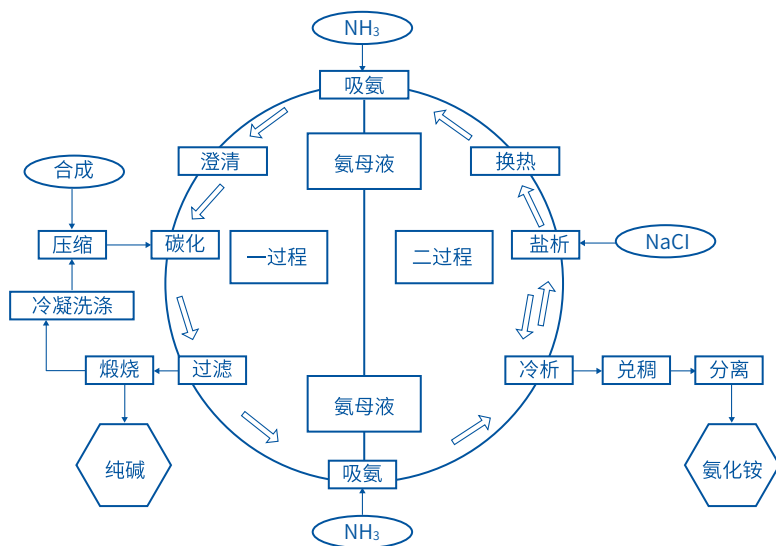 NH₃
吸氨
澄清
氨母液
换热
合成
压缩
碳化
一过程
二过程
盐析
NaCl
冷凝洗涤
煅烧
过滤
冷析
兑稠
分离
氨母液
纯碱
吸氨
氨化铵
NH₃